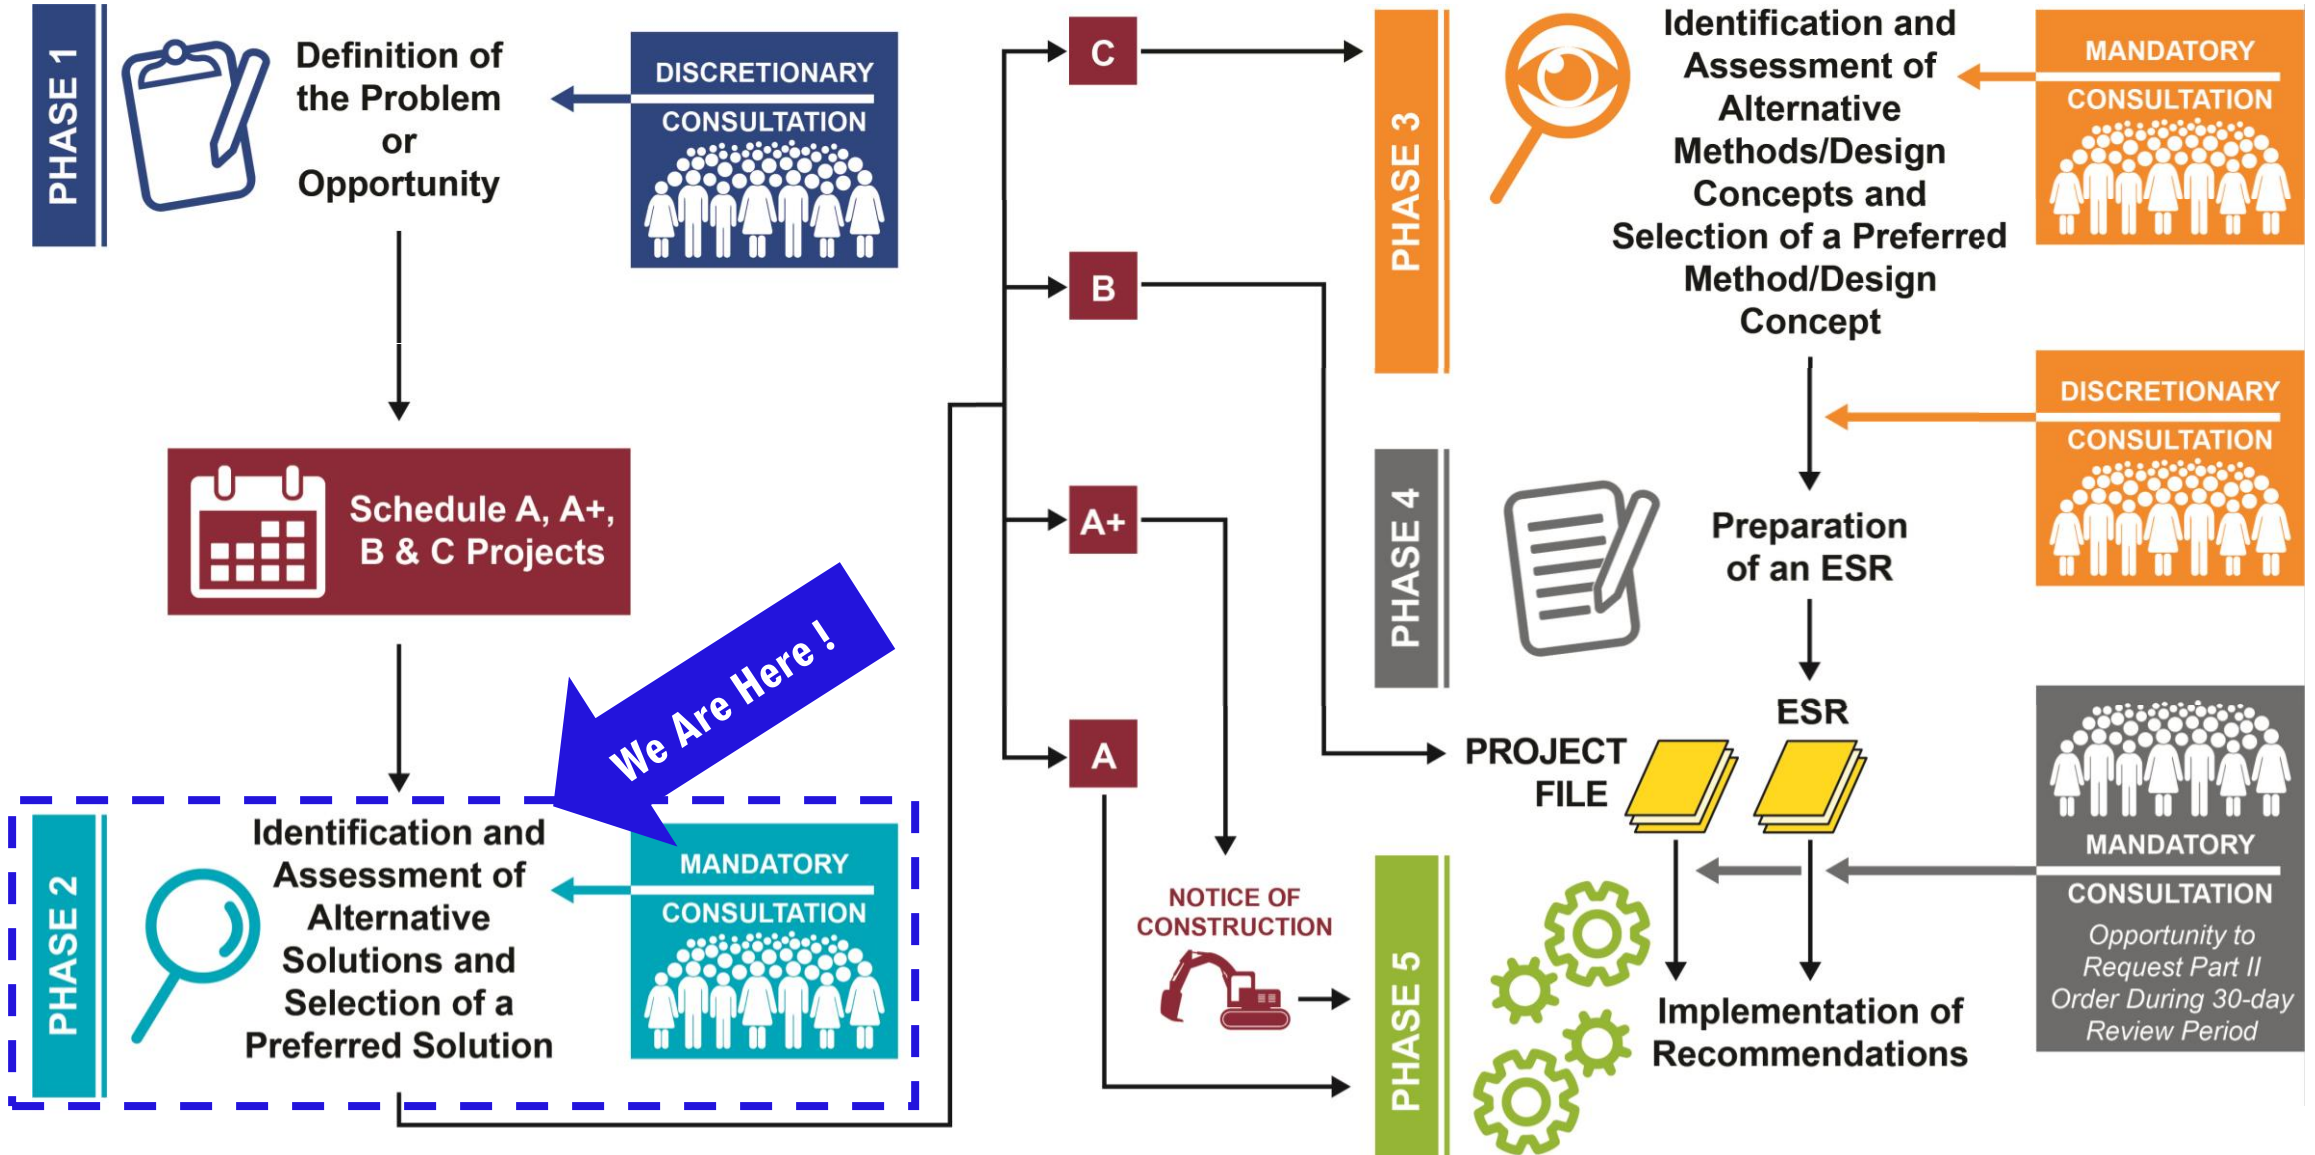 PHASE 1
Definition of
the Problem
or
Opportunity
DISCRETIONARY
CONSULTATION
Schedule A, A+,
B & C Projects
We Are Here !
PHASE 2
Identification and
Assessment of
Alternative
Solutions and
Selection of a
Preferred Solution
MANDATORY
CONSULTATION
C
B
A+
A
NOTICE OF
CONSTRUCTION
PHASE 3
Identification and
Assessment of
Alternative
Methods/Design
Concepts and
Selection of a Preferred
Method/Design
Concept
MANDATORY
CONSULTATION
DISCRETIONARY
CONSULTATION
PHASE 4
Preparation
of an ESR
ESR
PROJECT
FILE
MANDATORY
CONSULTATION
Opportunity to
Request Part II
Order During 30-day
Review Period
PHASE 5
Implementation of
Recommendations